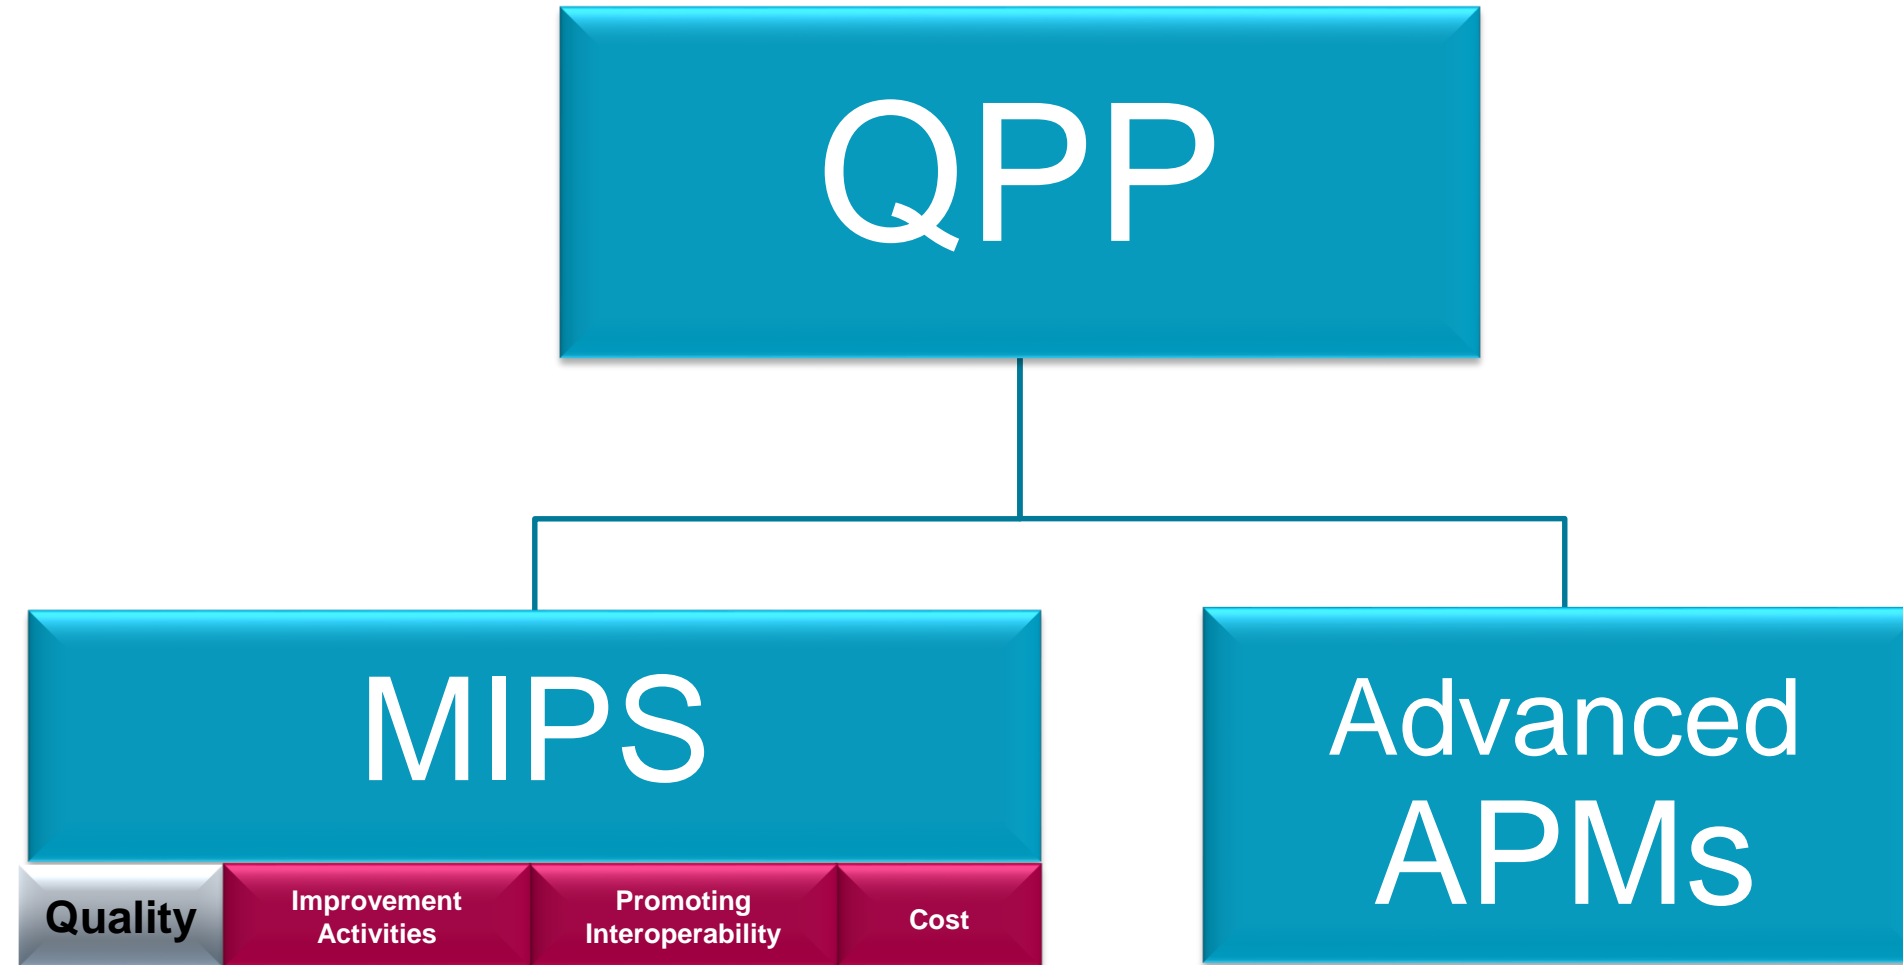 QPP
MIPS
Advanced
APMs
Quality
Improvement
Activities
Promoting
Interoperability
Cost